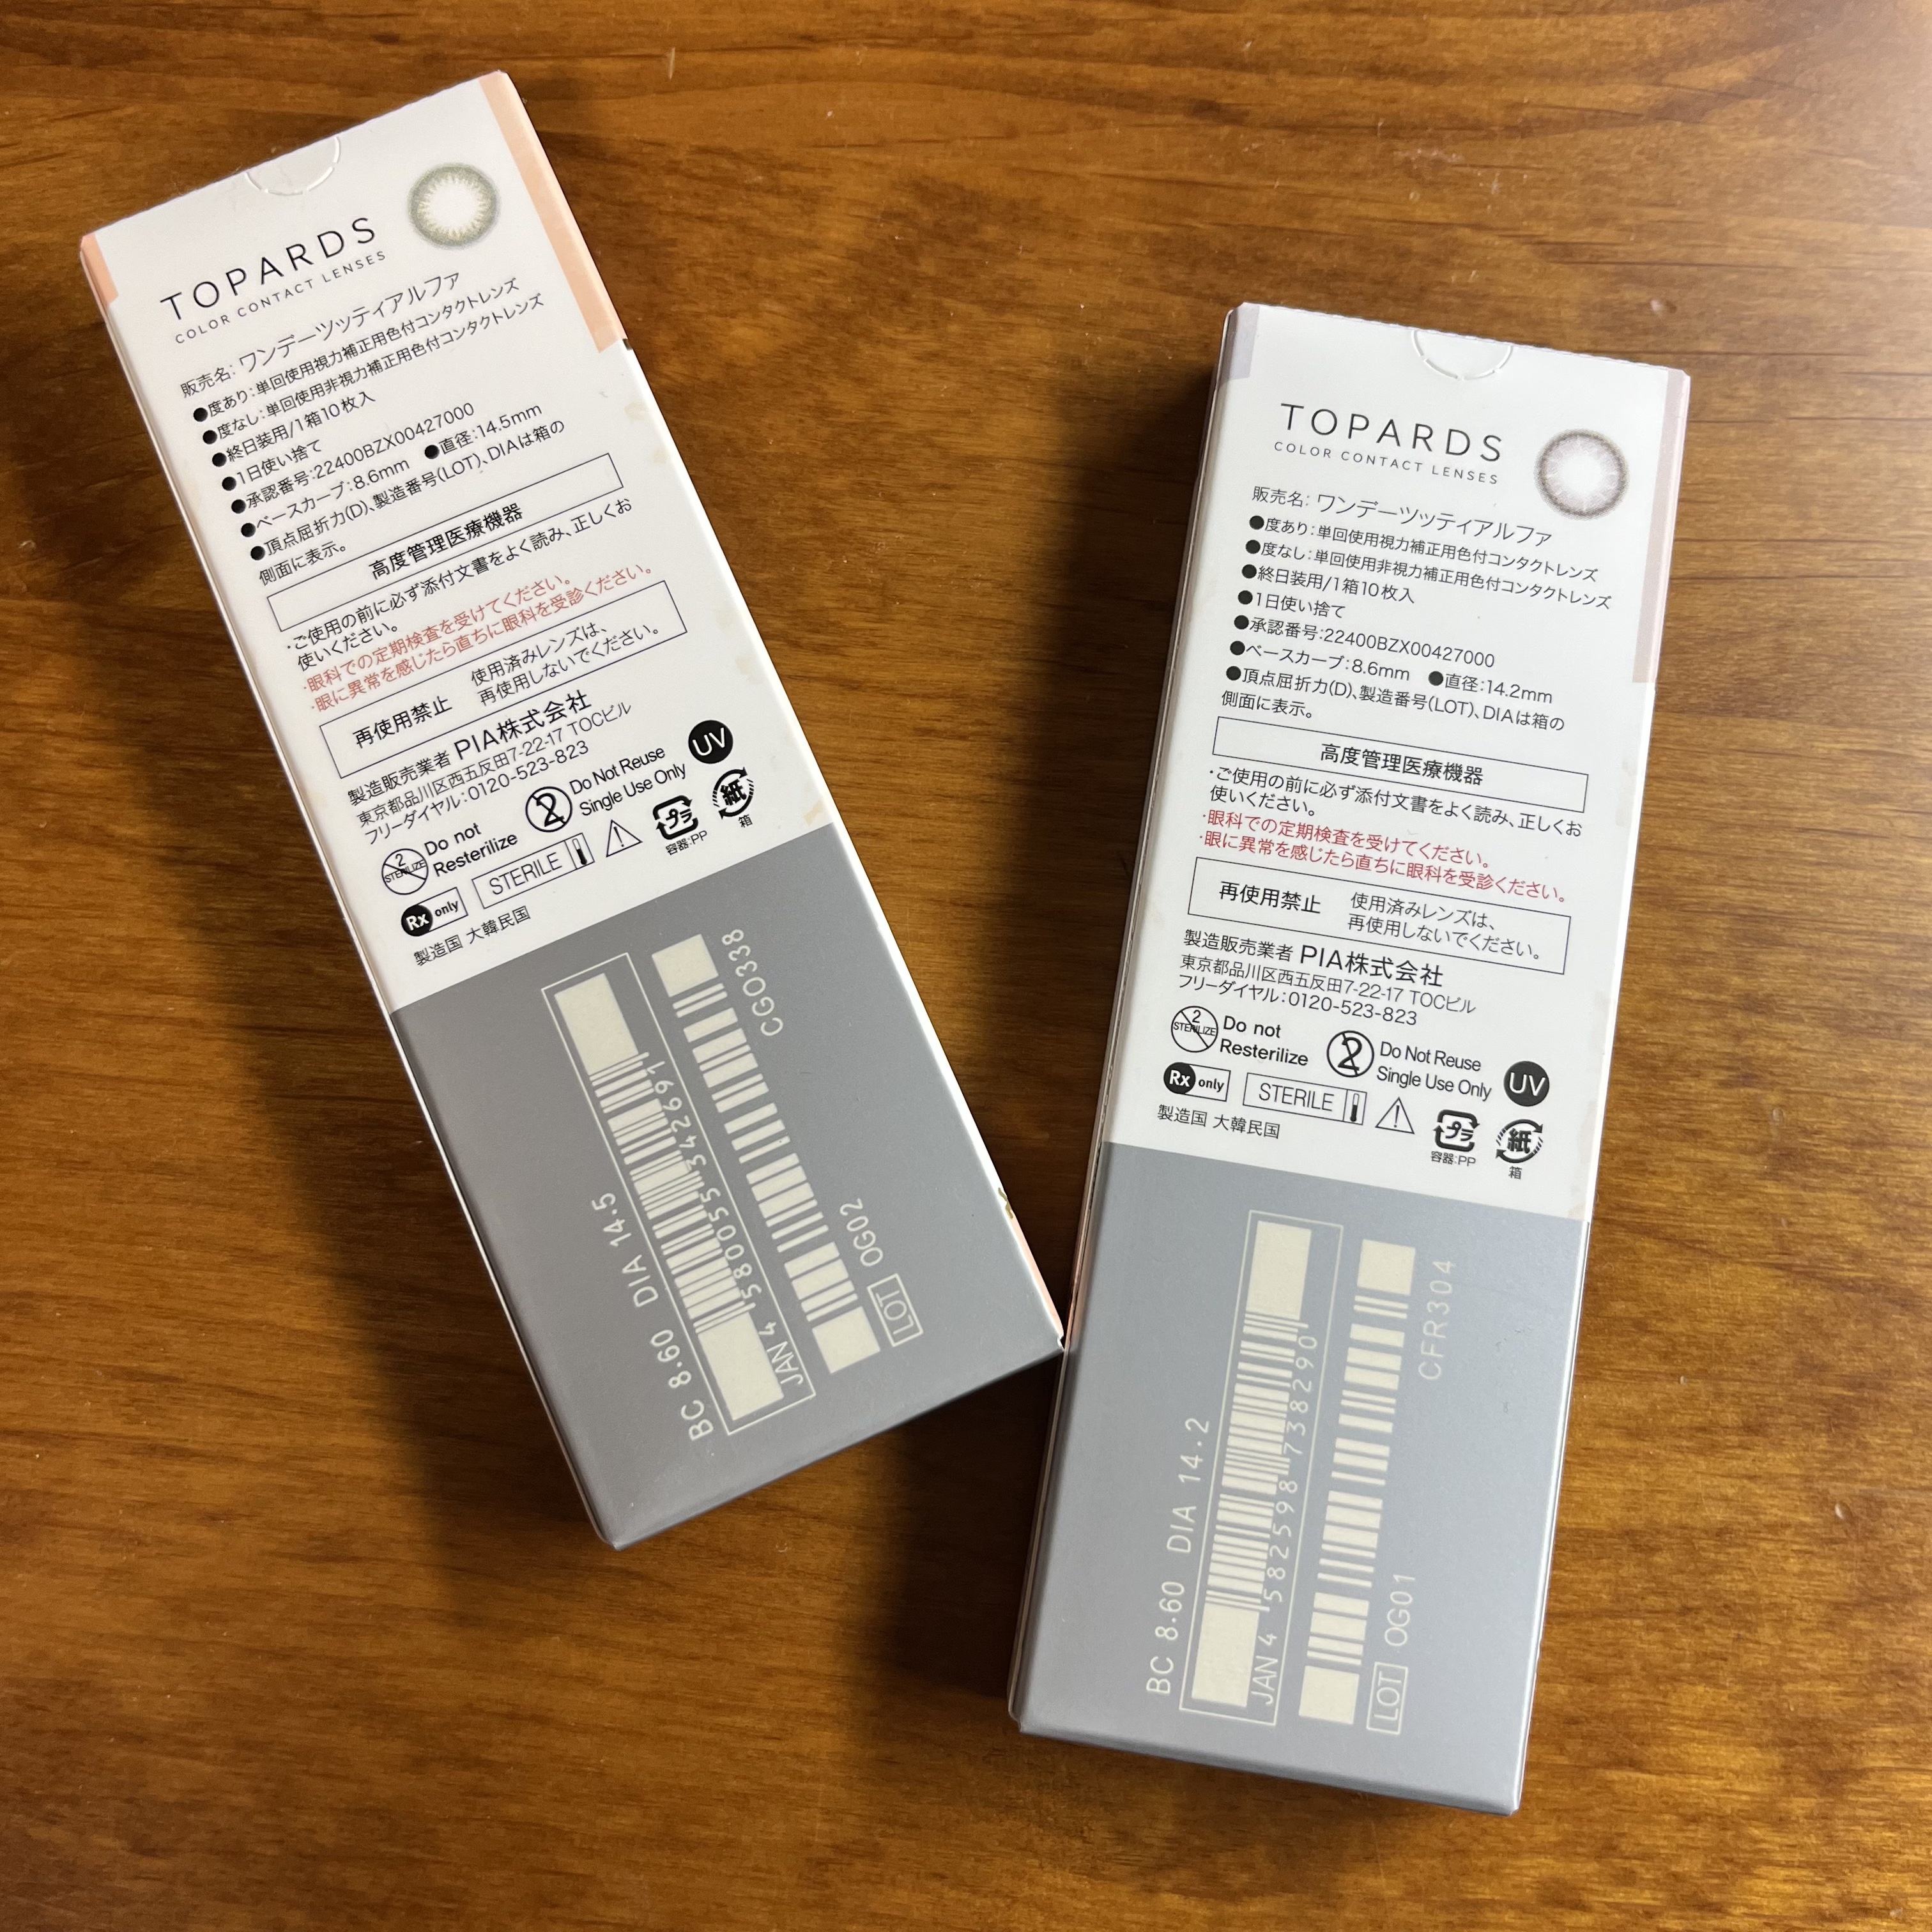 TOPARDS
COLOR CONTACT LENSES
販売名: ワンデーツッティアルファ
●度あり:単回使用視力補正用色付コンタクトレンズ
●度なし:単回使用非視力補正用色付コンタクトレンズ
●終日装用/1箱10枚入
●1日使い捨て
●承認番号:22400BZX00427000
●ベースカーブ:8.6mm ●直径:14.5mm
●頂点屈折力(D)、製造番号(LOT)、DIAは箱の
側面に表示。
高度管理医療機器
・ご使用の前に必ず添付文書をよく読み、正しくお
使いください。
・眼科での定期検査を受けてください。
・眼に異常を感じたら直ちに眼科を受診ください。
再使用禁止
使用済みレンズは、
再使用しないでください。
製造販売業者 PIA株式会社
東京都品川区西五反田7-22-17 TOCビル
フリーダイヤル:0120-523-823
2
STERILIZE
Do not
Resterilize
2
Do Not Reuse
Single Use Only
UV
Rx only
STERILE
プラ
容器:PP
紙
箱
製造国 大韓民国
BC 8.60 DIA 14.5
JAN 4 580055 342691
CG0338
LOT OG02
TOPARDS
COLOR CONTACT LENSES
販売名: ワンデーツッティアルファ
●度あり:単回使用視力補正用色付コンタクトレンズ
●度なし:単回使用非視力補正用色付コンタクトレンズ
●終日装用/1箱10枚入
●1日使い捨て
●承認番号:22400BZX00427000
●ベースカーブ:8.6mm ●直径:14.2mm
●頂点屈折力(D)、製造番号(LOT)、DIAは箱の
側面に表示。
高度管理医療機器
・ご使用の前に必ず添付文書をよく読み、正しくお
使いください。
・眼科での定期検査を受けてください。
・眼に異常を感じたら直ちに眼科を受診ください。
再使用禁止
使用済みレンズは、
再使用しないでください。
製造販売業者 PIA株式会社
東京都品川区西五反田7-22-17 TOCビル
フリーダイヤル:0120-523-823
2
STERILIZE
Do not
Resterilize
2
Do Not Reuse
Single Use Only
UV
Rx only
STERILE
プラ
容器:PP
紙
箱
製造国 大韓民国
BC 8.60 DIA 14.2
JAN 4 582598 738290
CFR304
LOT OG01